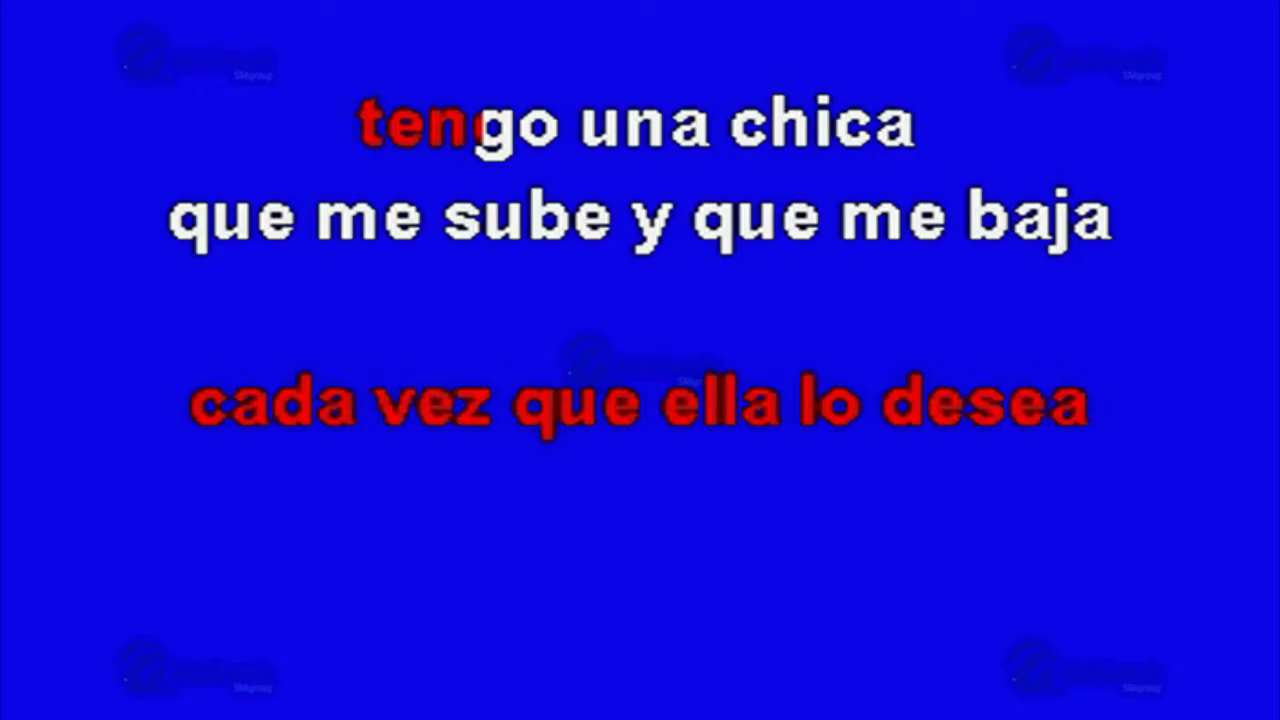 tengo una chica
que me sube y que me baja
cada vez que ella lo desea